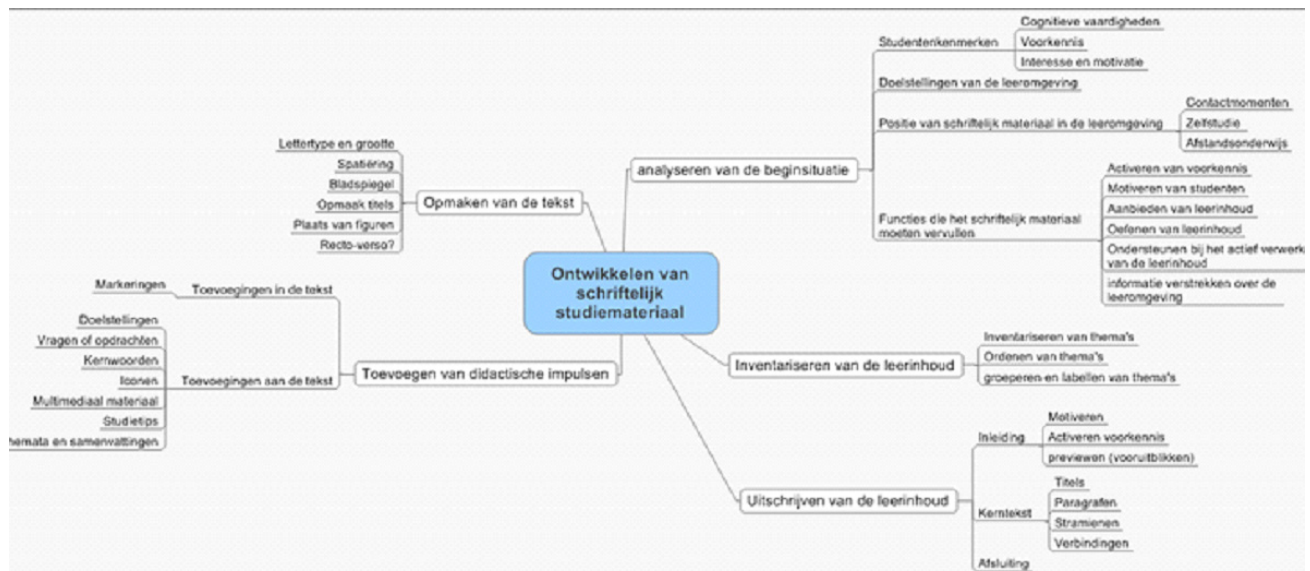 Ontwikkelen van
schriftelijk
studiemateriaal
analyseren van de beginsituatie
Studentenkenmerken
Cognitieve vaardigheden
Voorkennis
Interesse en motivatie
Doelstellingen van de leeromgeving
Positie van schriftelijk materiaal in de leeromgeving
Contactmomenten
Zelfstudie
Afstandsonderwijs
Functies die het schriftelijk materiaal
moeten vervullen
Activeren van voorkennis
Motiveren van studenten
Aanbieden van leerinhoud
Oefenen van leerinhoud
Ondersteunen bij het actief verwerk
van de leerinhoud
informatie verstrekken over de
leeromgeving
Inventariseren van de leerinhoud
Inventariseren van thema's
Ordenen van thema's
groeperen en labellen van thema's
Uitschrijven van de leerinhoud
Inleiding
Motiveren
Activeren voorkennis
previewen (vooruitblikken)
Kerntekst
Titels
Paragrafen
Stramienen
Verbindingen
Afsluiting
Toevoegen van didactische impulsen
Toevoegingen in de tekst
Markeringen
Toevoegingen aan de tekst
Doelstellingen
Vragen of opdrachten
Kernwoorden
Iconen
Multimediaal materiaal
Studietips
hemata en samenvattingen
Opmaken van de tekst
Lettertype en grootte
Spatiëring
Bladspiegel
Opmaak titels
Plaats van figuren
Recto-verso?